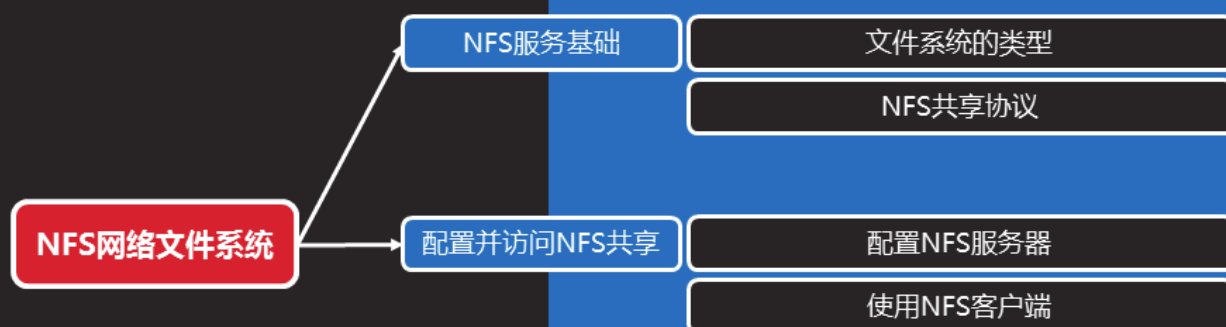 NFS服务基础
文件系统的类型
NFS共享协议
NFS网络文件系统
配置并访问NFS共享
配置NFS服务器
使用NFS客户端